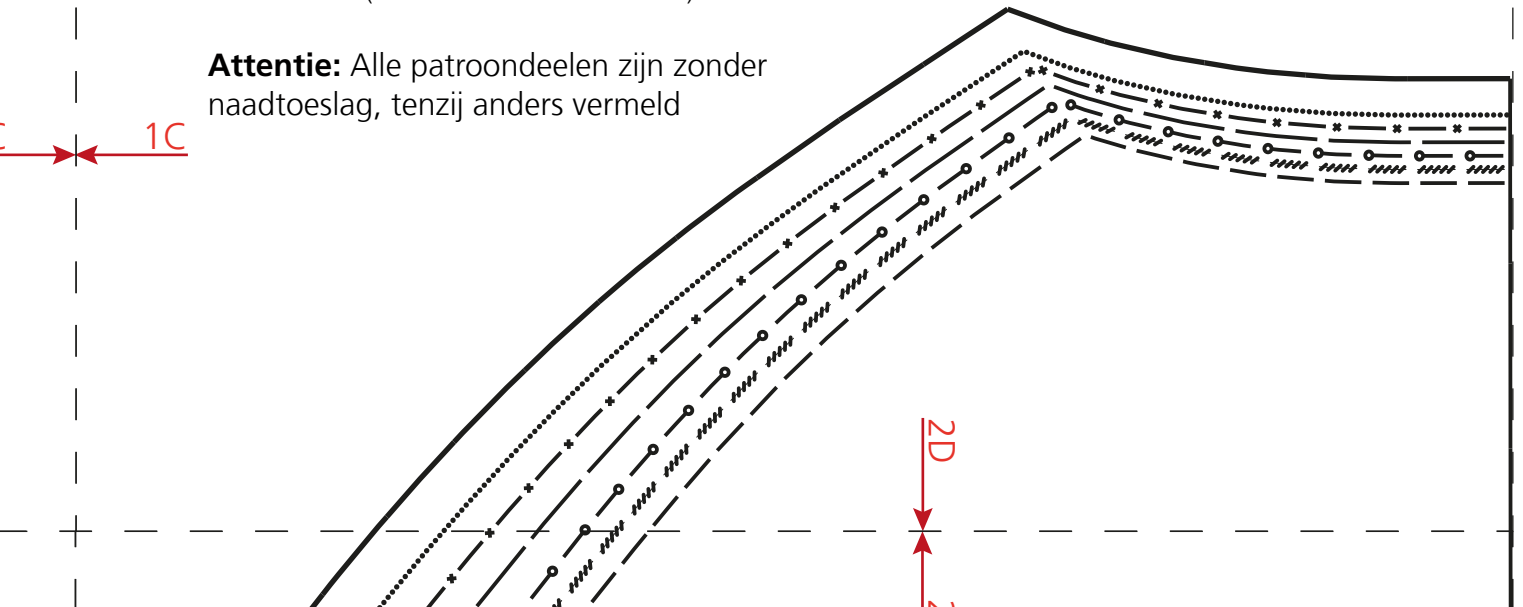 Attentie: Alle patroondeelen zijn zonder
naadtoeslag, tenzij anders vermeld
1C
2D